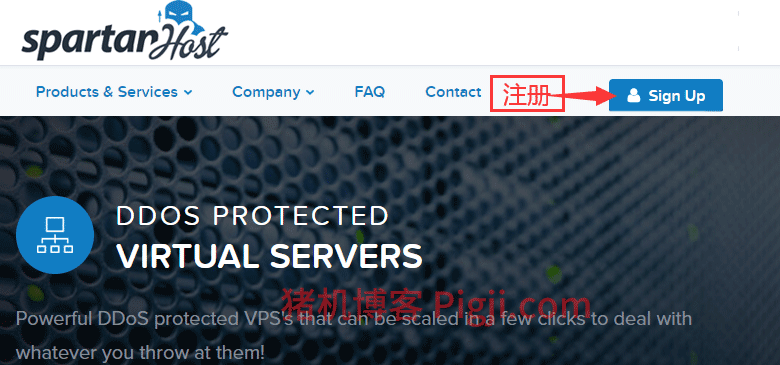 spartanHost
Products & Services
Company
FAQ
Contact
注册
Sign Up
DDOS PROTECTED
VIRTUAL SERVERS
猪机博客 Pigji.com
Powerful DDoS protected VPS's that can be scaled in a few clicks to deal with
whatever you throw at them!